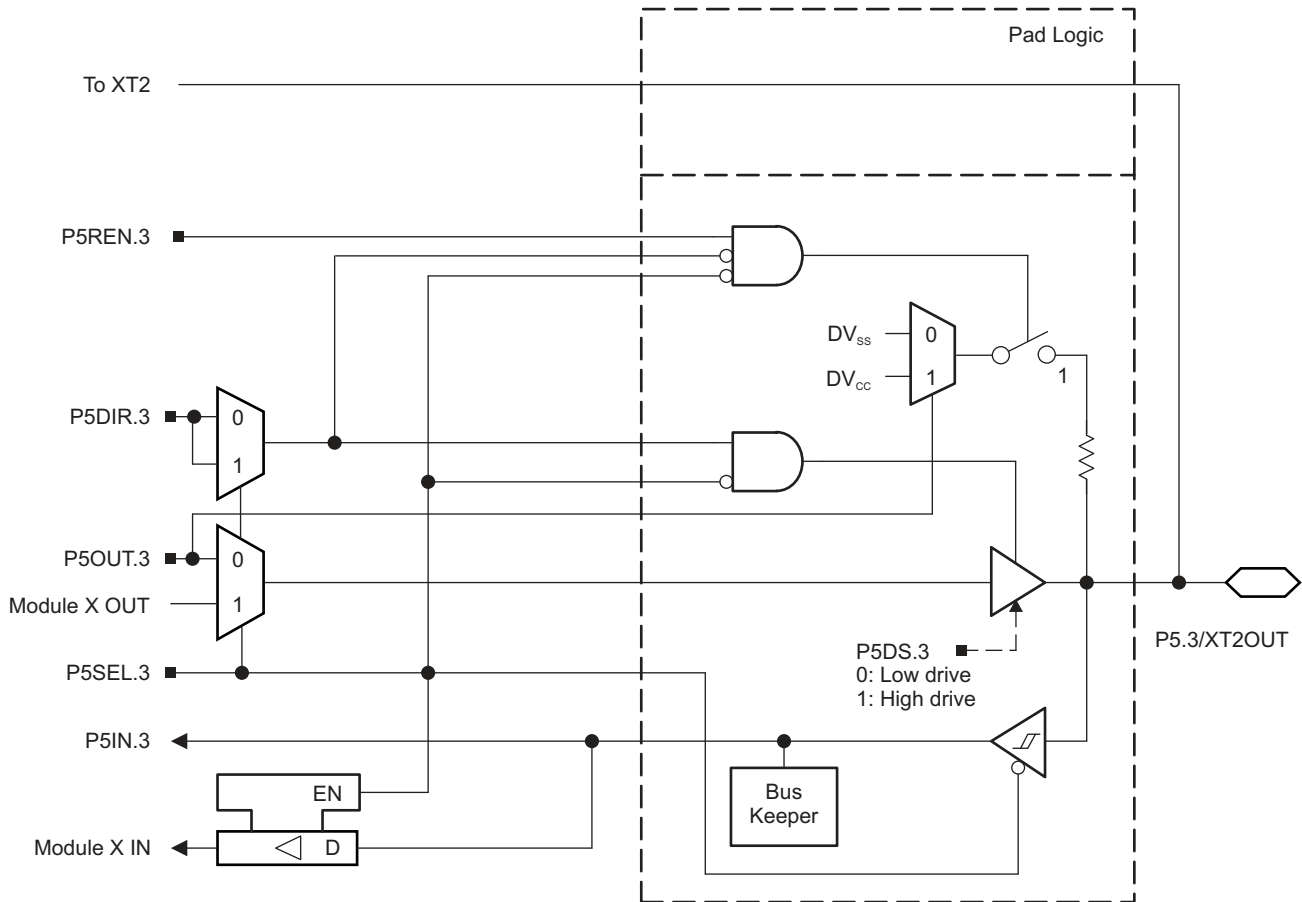 Pad Logic
To XT2
P5REN.3
DVSS
0
DVCC
1
1
P5DIR.3
0
1
P5OUT.3
0
Module X OUT
1
P5SEL.3
P5DS.3
0: Low drive
1: High drive
P5.3/XT2OUT
P5IN.3
Bus
Keeper
EN
Module X IN
D